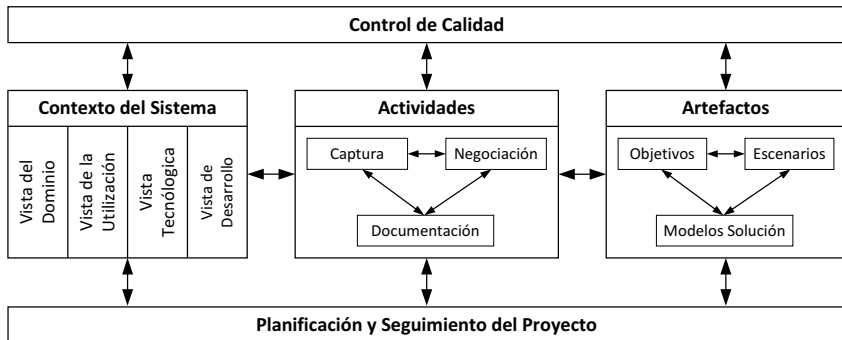 Control de Calidad
Contexto del Sistema
Vista del
Dominio
Vista de la
Utilización
Vista
Tecnólogica
Vista de
Desarrollo
Actividades
Captura
Negociación
Documentación
Artefactos
Objetivos
Escenarios
Modelos Solución
Planificación y Seguimiento del Proyecto